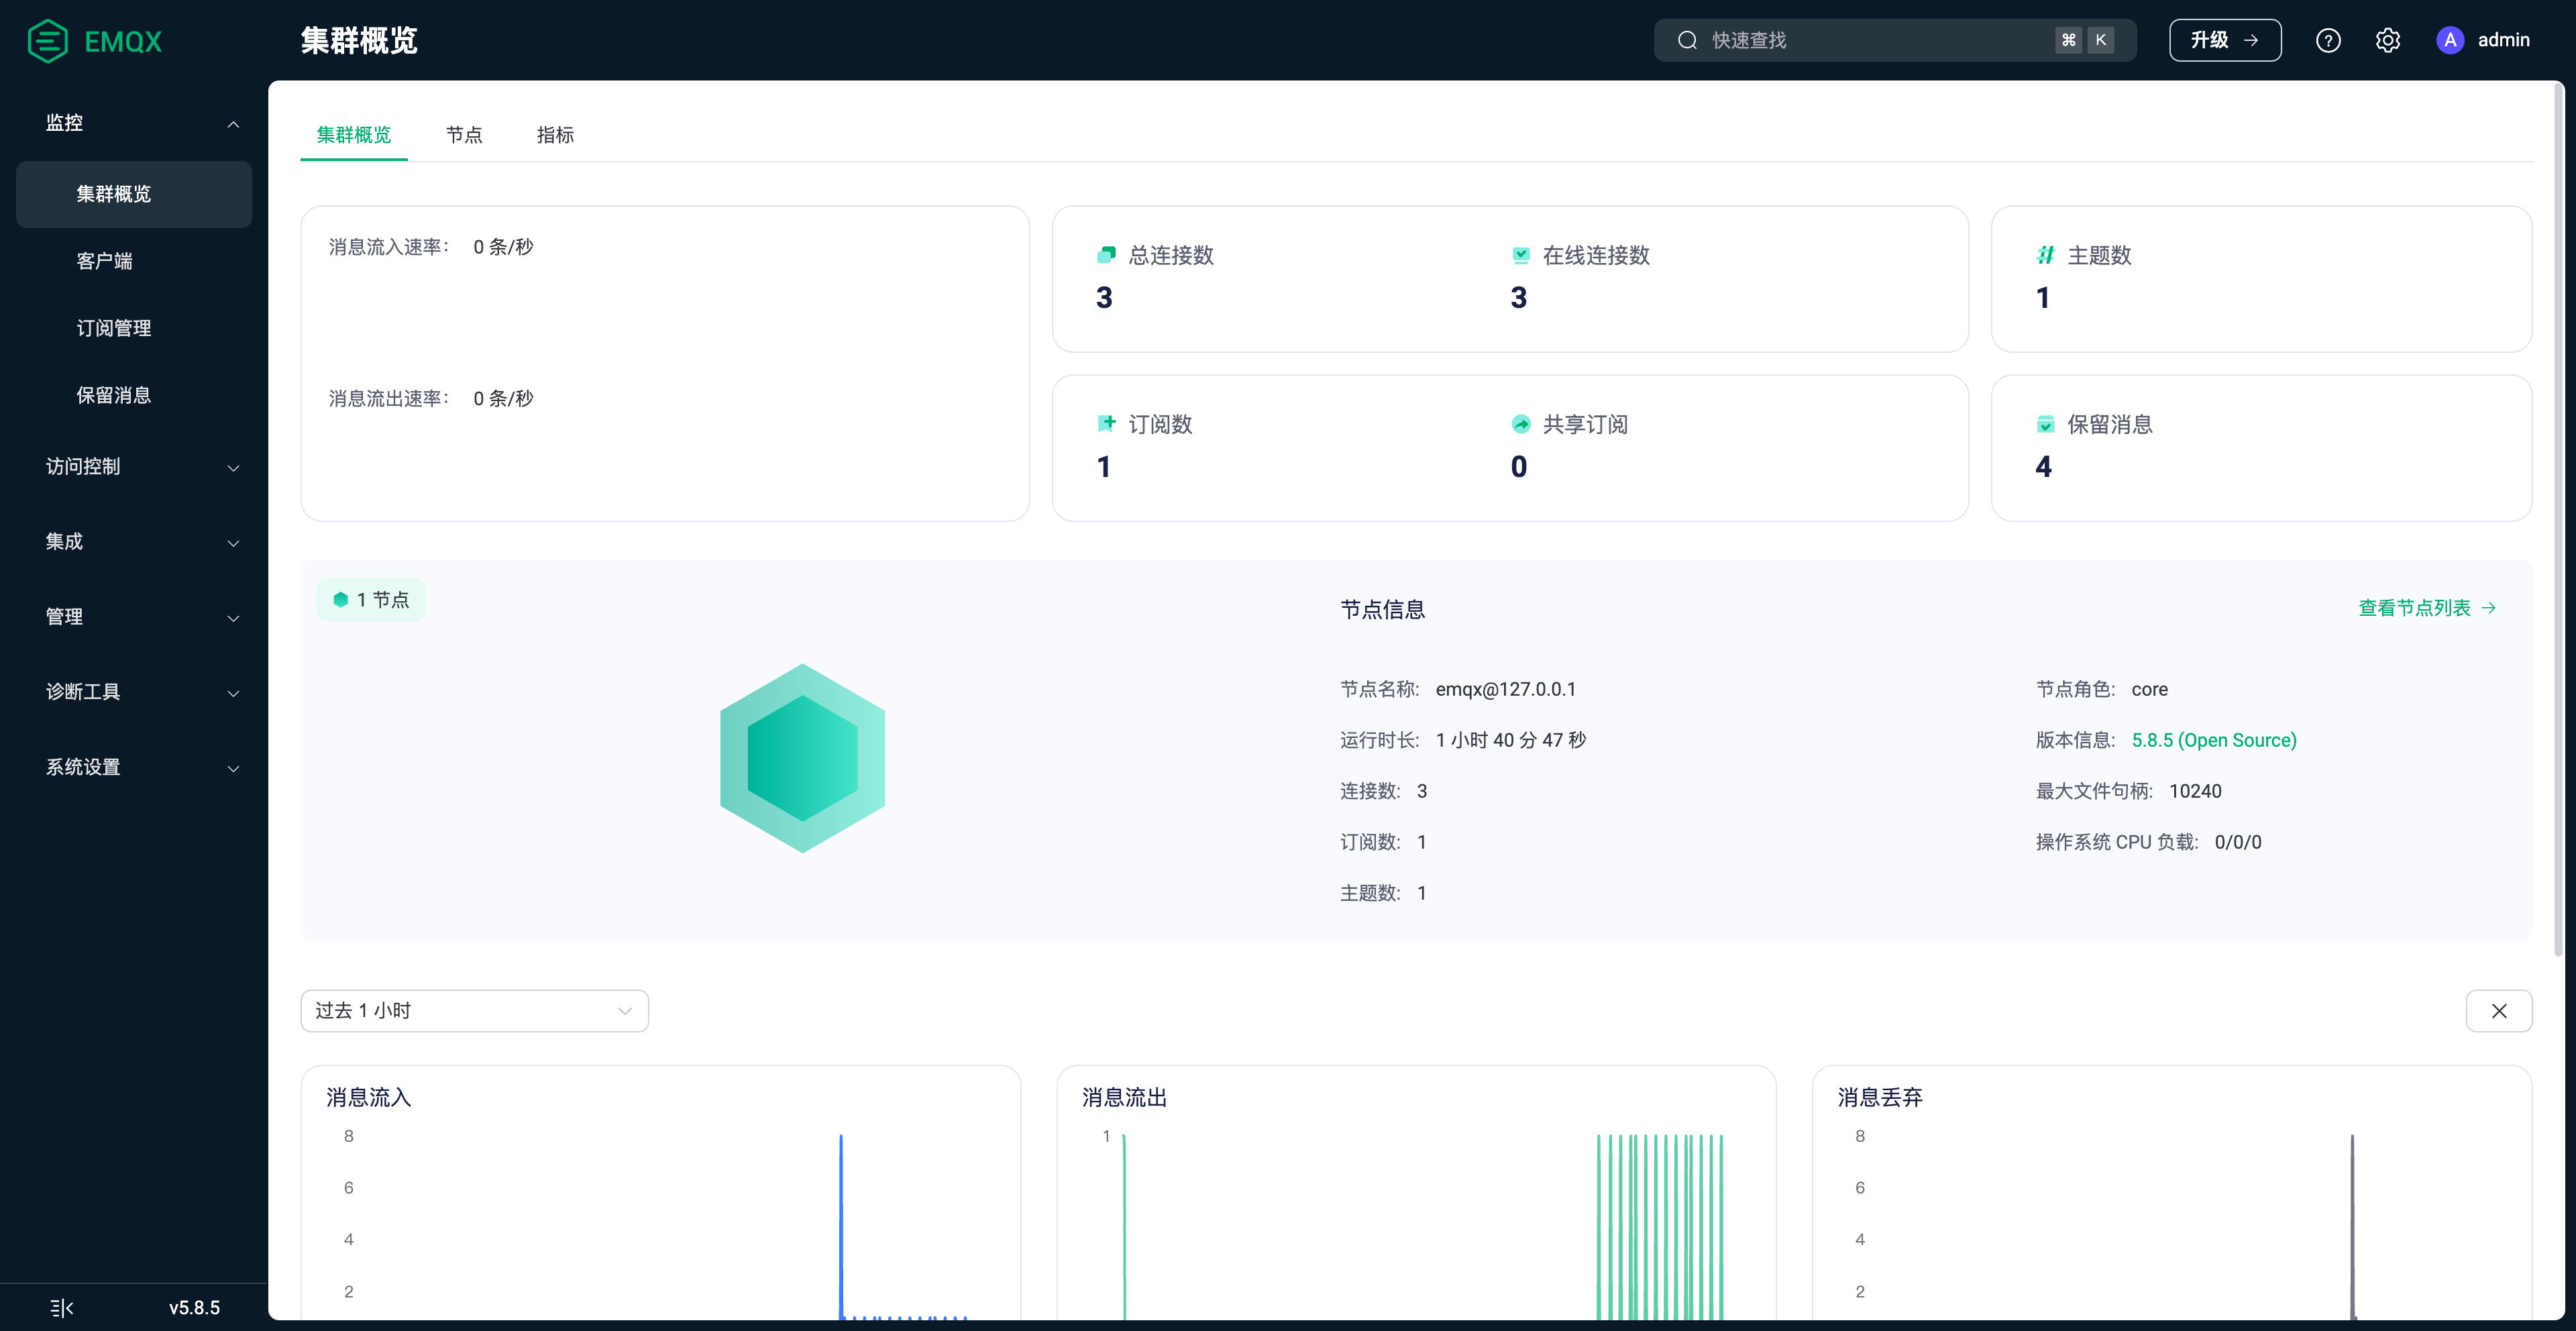 EMQX
集群概览
快速查找
⌘ K
升级 →
A admin
监控
集群概览
客户端
订阅管理
保留消息
访问控制
集成
管理
诊断工具
系统设置
v5.8.5
集群概览 节点 指标
消息流入速率： 0 条/秒
消息流出速率： 0 条/秒
总连接数
3
在线连接数
3
主题数
1
订阅数
1
共享订阅
0
保留消息
4
1 节点
节点信息
查看节点列表 →
节点名称: emqx@127.0.0.1
运行时长: 1 小时 40 分 47 秒
连接数: 3
订阅数: 1
主题数: 1
节点角色: core
版本信息: 5.8.5 (Open Source)
最大文件句柄: 10240
操作系统 CPU 负载: 0/0/0
过去 1 小时
消息流入
8
6
4
2
消息流出
1
消息丢弃
8
6
4
2